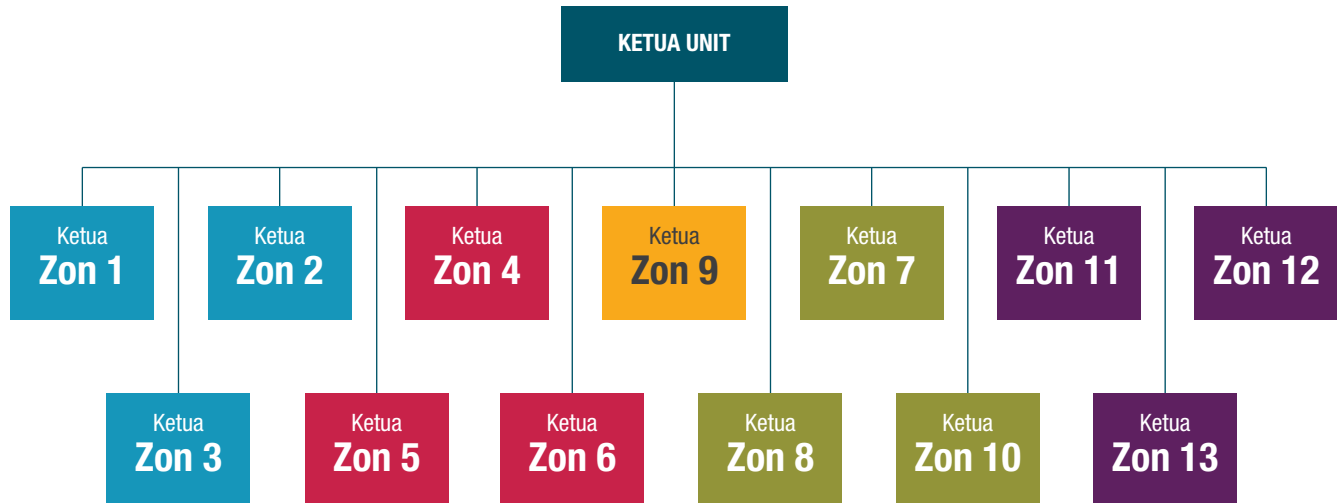 KETUA UNIT
Ketua
Zon 1
Ketua
Zon 2
Ketua
Zon 4
Ketua
Zon 9
Ketua
Zon 7
Ketua
Zon 11
Ketua
Zon 12
Ketua
Zon 3
Ketua
Zon 5
Ketua
Zon 6
Ketua
Zon 8
Ketua
Zon 10
Ketua
Zon 13